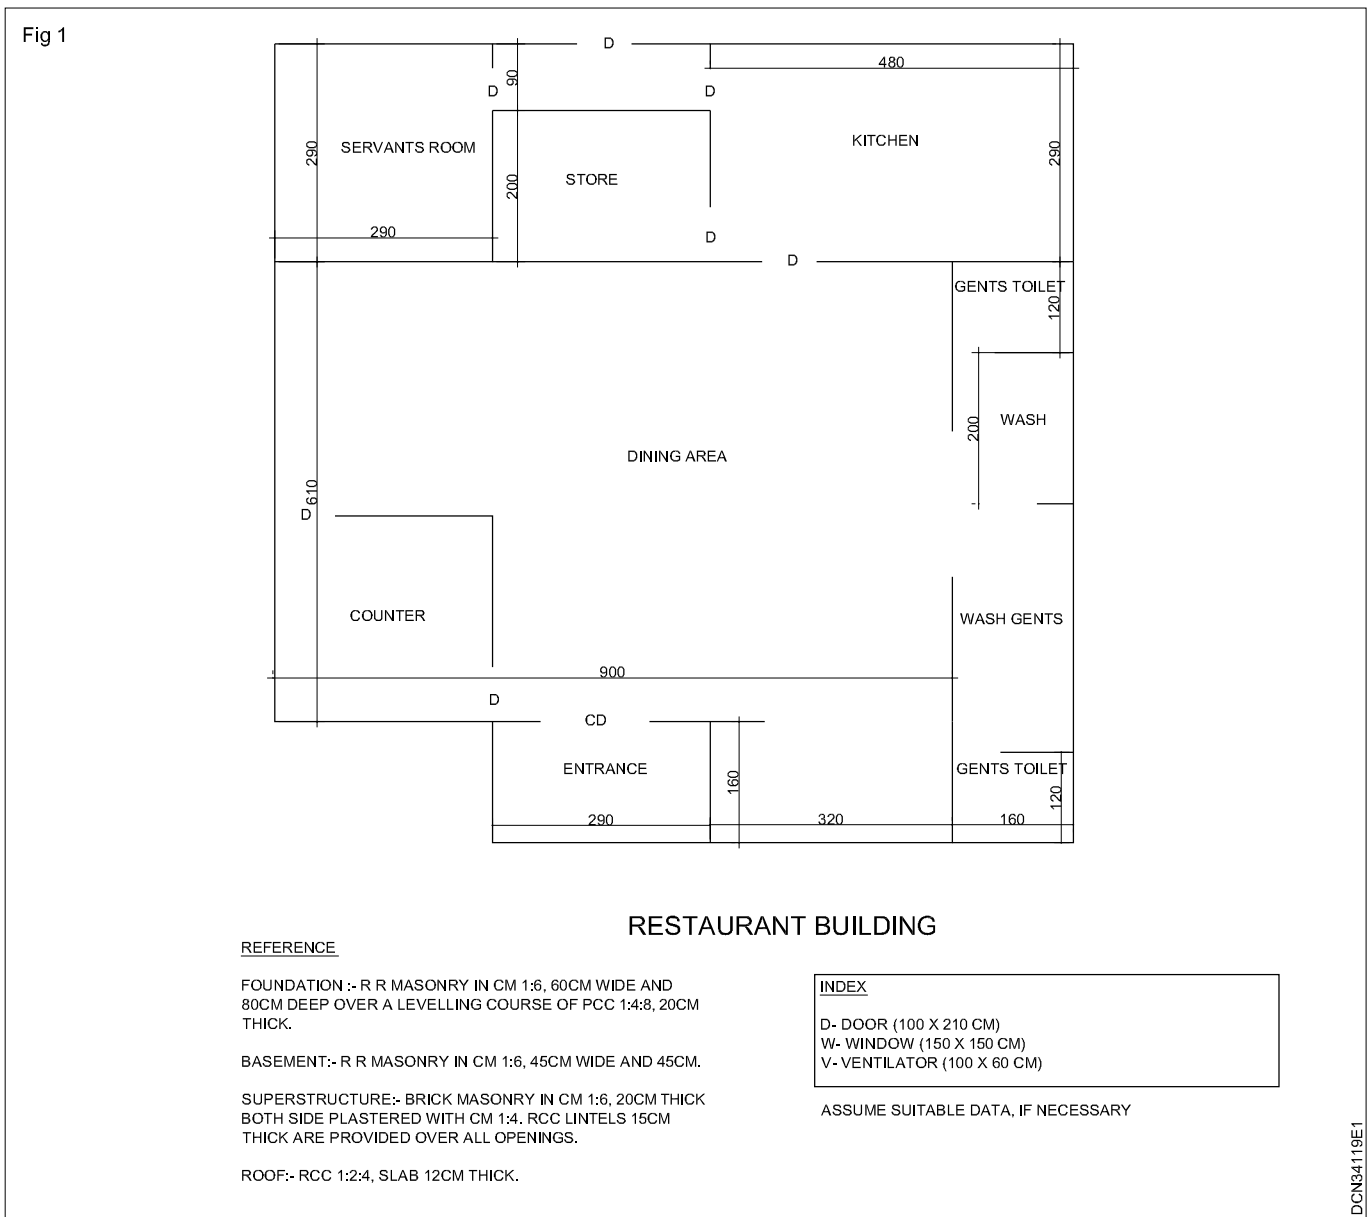 Fig 1
D
480
D
90
D
KITCHEN
290
SERVANTS ROOM
290
200
STORE
290
D
D
GENTS TOILET
120
WASH
200
DINING AREA
610
D
COUNTER
WASH GENTS
900
D
CD
ENTRANCE
GENTS TOILET
160
120
290
320
160
RESTAURANT BUILDING
REFERENCE
FOUNDATION :- R R MASONRY IN CM 1:6, 60CM WIDE AND
80CM DEEP OVER A LEVELLING COURSE OF PCC 1:4:8, 20CM
THICK.
BASEMENT:- R R MASONRY IN CM 1:6, 45CM WIDE AND 45CM.
SUPERSTRUCTURE:- BRICK MASONRY IN CM 1:6, 20CM THICK
BOTH SIDE PLASTERED WITH CM 1:4. RCC LINTELS 15CM
THICK ARE PROVIDED OVER ALL OPENINGS.
ROOF:- RCC 1:2:4, SLAB 12CM THICK.
INDEX
D- DOOR (100 X 210 CM)
W- WINDOW (150 X 150 CM)
V- VENTILATOR (100 X 60 CM)
ASSUME SUITABLE DATA, IF NECESSARY
DCN34119E1